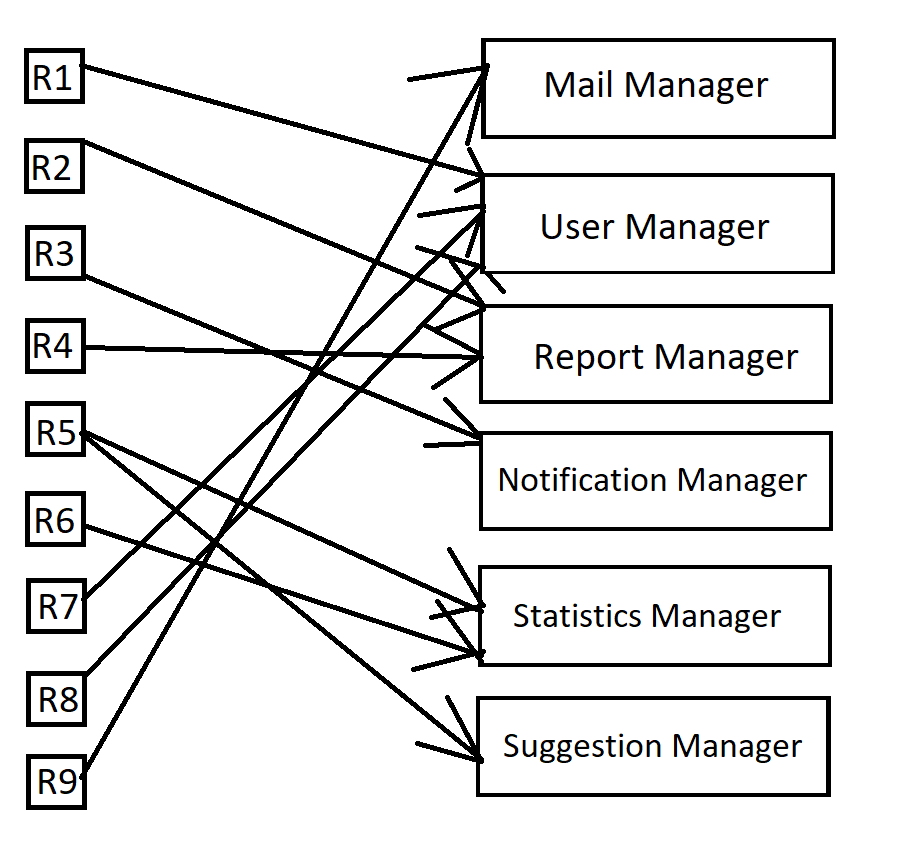 R1
R2
R3
R4
R5
R6
R7
R8
R9
Mail Manager
User Manager
Report Manager
Notification Manager
Statistics Manager
Suggestion Manager